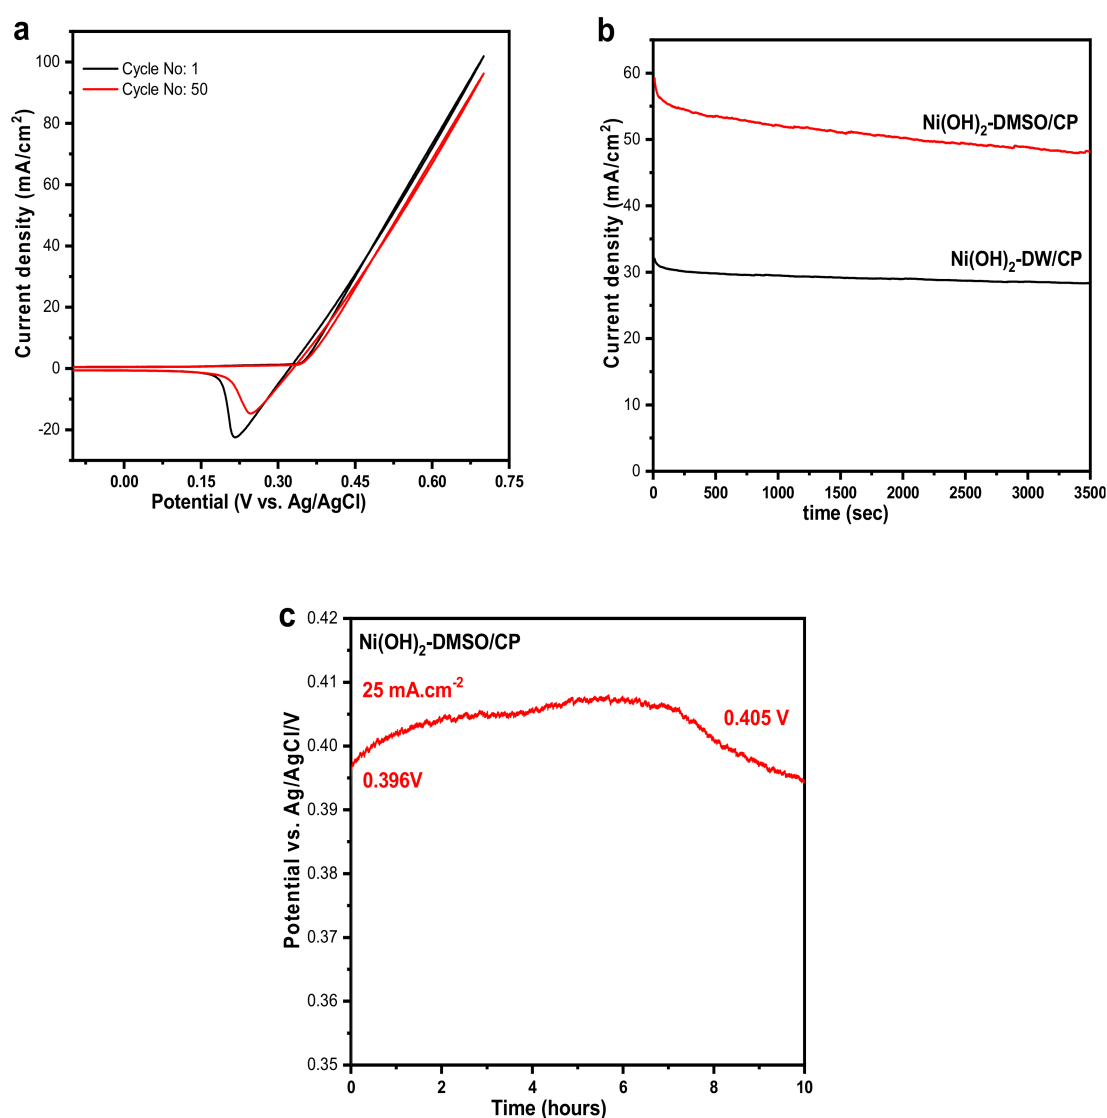 a
Cycle No: 1
Cycle No: 50
100
80
60
40
20
0
-20
Current density (mA/cm²)
0.00
0.15
0.30
0.45
0.60
0.75
Potential (V vs. Ag/AgCl)
b
Ni(OH)₂-DMSO/CP
Ni(OH)₂-DW/CP
60
50
40
30
20
10
0
Current density (mA/cm²)
0
500
1000
1500
2000
2500
3000
3500
time (sec)
c
Ni(OH)₂-DMSO/CP
25 mA.cm⁻²
0.405 V
0.396V
0.42
0.41
0.40
0.39
0.38
0.37
0.36
0.35
Potential vs. Ag/AgCl/V
0
2
4
6
8
10
Time (hours)